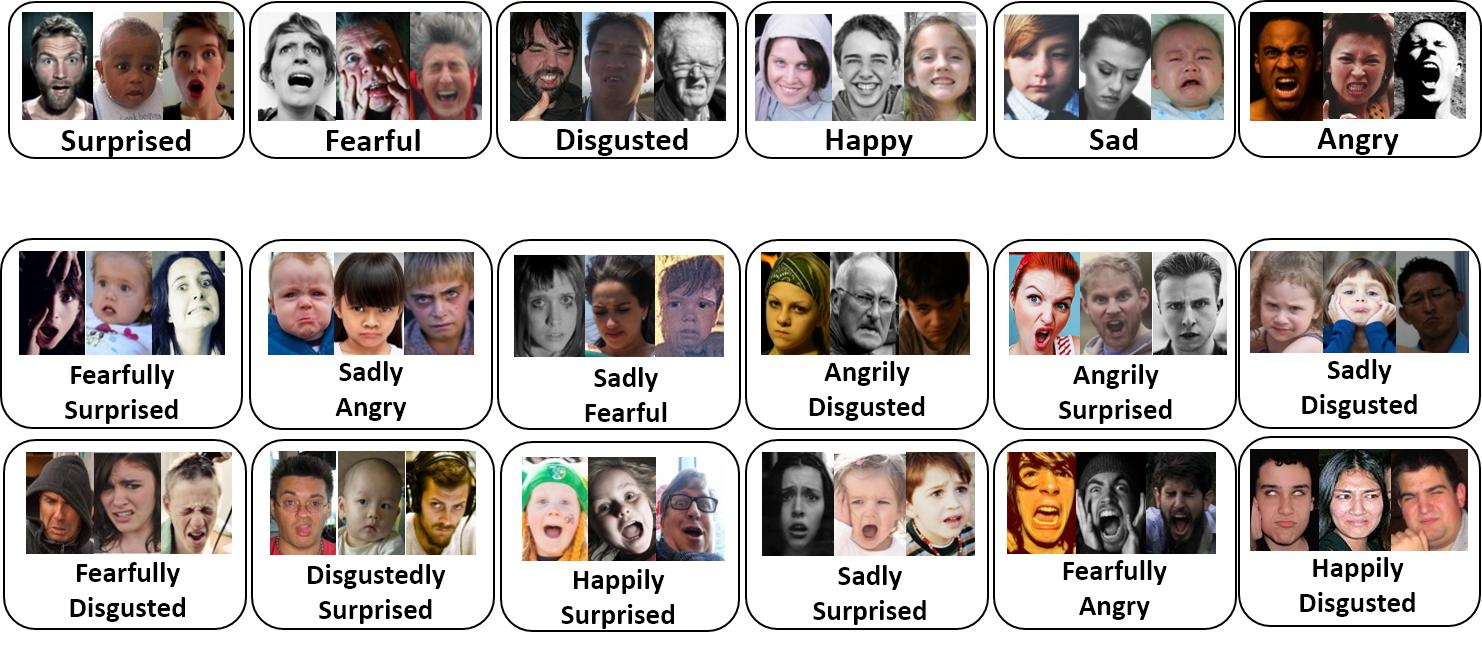 Surprised
Fearful
Disgusted
Happy
Sad
Angry
Fearfully
Surprised
Sadly
Angry
Sadly
Fearful
Angrily
Disgusted
Angrily
Surprised
Sadly
Disgusted
Fearfully
Disgusted
Disgustedly
Surprised
Happily
Surprised
Sadly
Surprised
Fearfully
Angry
Happily
Disgusted